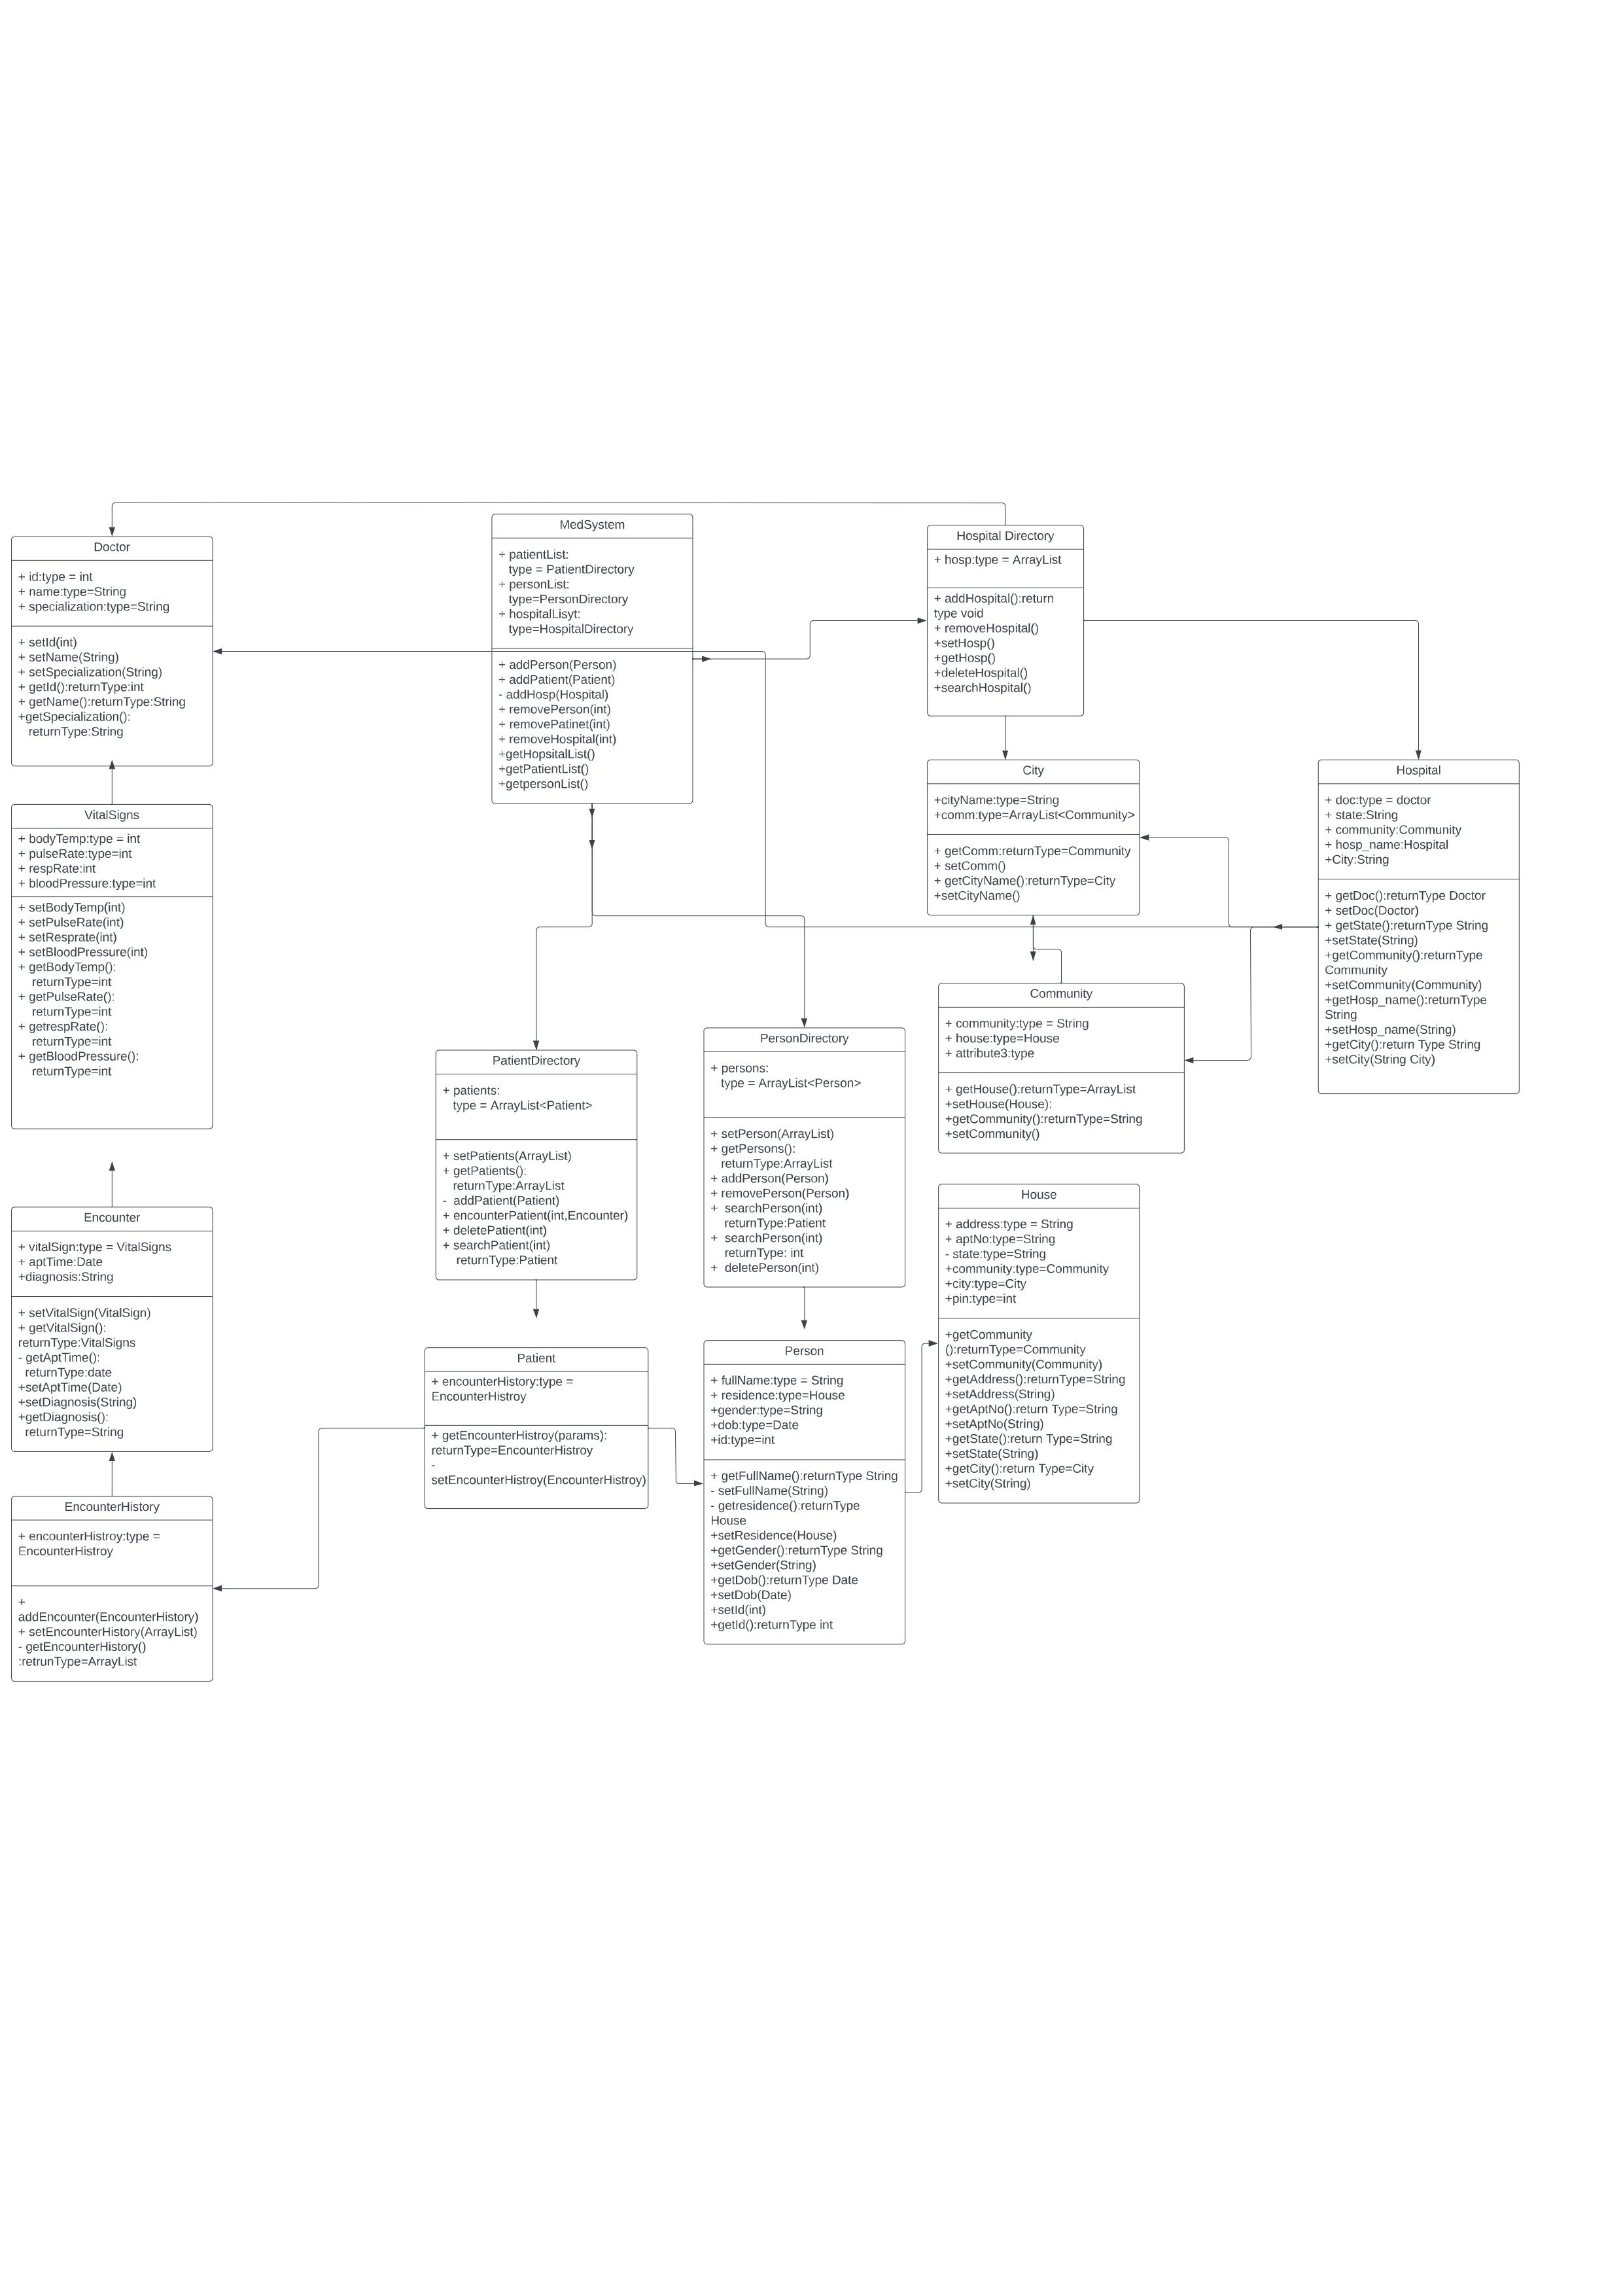 Doctor
+ id:type = int
+ name:type=String
+ specialization:type=String
+ setId(int)
+ setName(String)
+ setSpecialization(String)
+ getId():returnType:int
+ getName():returnType:String
+getSpecialization():
returnType:String
MedSystem
+ patientList:
type = PatientDirectory
+ personList:
type=PersonDirectory
+ hospitalLisyt:
type=HospitalDirectory
+ addPerson(Person)
+ addPatient(Patient)
- addHosp(Hospital)
+ removePerson(int)
+ removePatinet(int)
+ removeHospital(int)
+getHopsitalList()
+getPatientList()
+getpersonList()
Hospital Directory
+ hosp:type = ArrayList
+ addHospital():return
type void
+ removeHospital()
+setHosp()
+getHosp()
+deleteHospital()
+searchHospital()
City
+cityName:type=String
+comm:type=ArrayList<Community>
+ getComm:returnType=Community
+ setComm()
+ getCityName():returnType=City
+setCityName()
Hospital
+ doc:type = doctor
+ state:String
+ community:Community
+ hosp_name:Hospital
+City:String
+ getDoc():returnType Doctor
+ setDoc(Doctor)
+ getState():returnType String
+setState(String)
+getCommunity():returnType
Community
+setCommunity(Community)
+getHosp_name():returnType
String
+setHosp_name(String)
+getCity():return Type String
+setCity(String City)
VitalSigns
+ bodyTemp:type = int
+ pulseRate:type=int
+ respRate:int
+ bloodPressure:type=int
+ setBodyTemp(int)
+ setPulseRate(int)
+ setResprate(int)
+ setBloodPressure(int)
+ getBodyTemp():
returnType=int
+ getPulseRate():
returnType=int
+ getrespRate():
returnType=int
+ getBloodPressure():
returnType=int
Community
+ community:type = String
+ house:type=House
+ attribute3:type
+ getHouse():returnType=ArrayList
+setHouse(House):
+getCommunity():returnType=String
+setCommunity()
PatientDirectory
+ patients:
type = ArrayList<Patient>
+ setPatients(ArrayList)
+ getPatients():
returnType:ArrayList
- addPatient(Patient)
+ encounterPatient(int,Encounter)
+ deletePatient(int)
+ searchPatient(int)
returnType:Patient
PersonDirectory
+ persons:
type = ArrayList<Person>
+ setPerson(ArrayList)
+ getPersons():
returnType:ArrayList
+ addPerson(Person)
+ removePerson(Person)
+ searchPerson(int)
returnType:Patient
+ searchPerson(int)
returnType: int
+ deletePerson(int)
House
+ address:type = String
+ aptNo:type=String
- state:type=String
+community:type=Community
+city:type=City
+pin:type=int
+getCommunity
():returnType=Community
+setCommunity(Community)
+getAddress():returnType=String
+setAddress(String)
+getAptNo():return Type=String
+setAptNo(String)
+getState():return Type=String
+setState(String)
+getCity():return Type=City
+setCity(String)
Encounter
+ vitalSign:type = VitalSigns
+ aptTime:Date
+diagnosis:String
+ setVitalSign(VitalSign)
+ getVitalSign():
returnType:VitalSigns
- getAptTime():
returnType:date
+setAptTime(Date)
+setDiagnosis(String)
+getDiagnosis():
returnType=String
Patient
+ encounterHistory:type =
EncounterHistroy
+ getEncounterHistroy(params):
returnType=EncounterHistroy
-
setEncounterHistroy(EncounterHistroy)
Person
+ fullName:type = String
+ residence:type=House
+gender:type=String
+dob:type=Date
+id:type=int
+ getFullName():returnType String
- setFullName(String)
- getresidence():returnType
House
+setResidence(House)
+getGender():returnType String
+setGender(String)
+getDob():returnType Date
+setDob(Date)
+setId(int)
+getId():returnType int
EncounterHistory
+ encounterHistroy:type =
EncounterHistroy
+
addEncounter(EncounterHistory)
+ setEncounterHistory(ArrayList)
- getEncounterHistory()
:retrunType=ArrayList